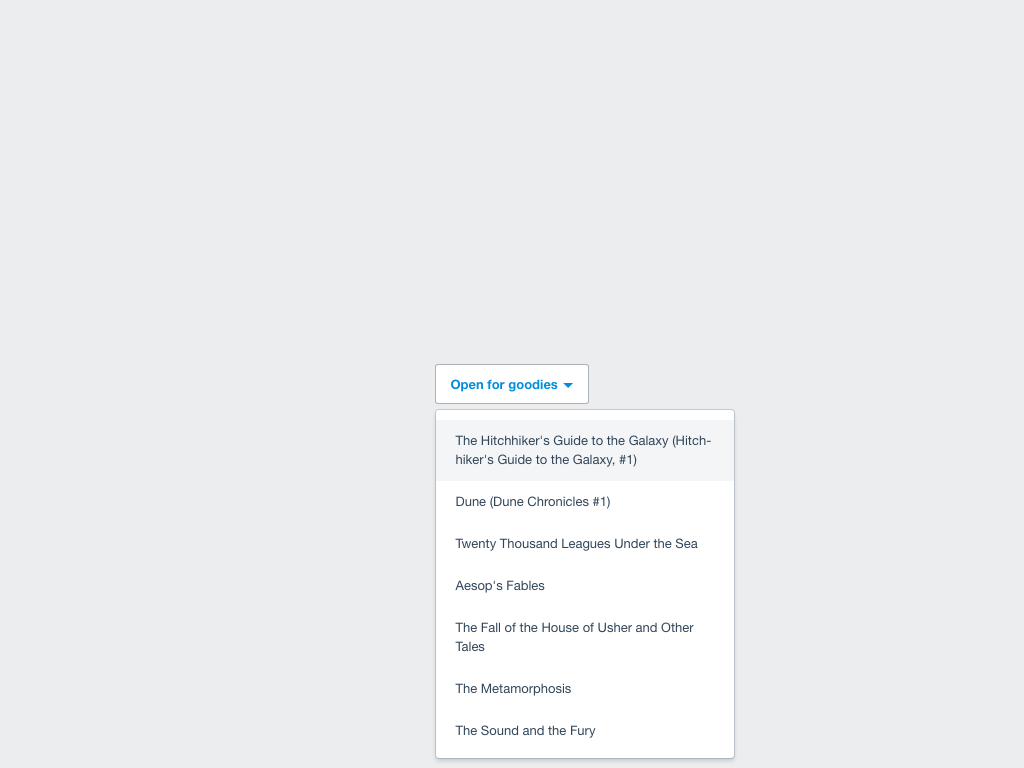 Open for goodies
The Hitchhiker's Guide to the Galaxy (Hitch-
hiker's Guide to the Galaxy, #1)
Dune (Dune Chronicles #1)
Twenty Thousand Leagues Under the Sea
Aesop's Fables
The Fall of the House of Usher and Other
Tales
The Metamorphosis
The Sound and the Fury